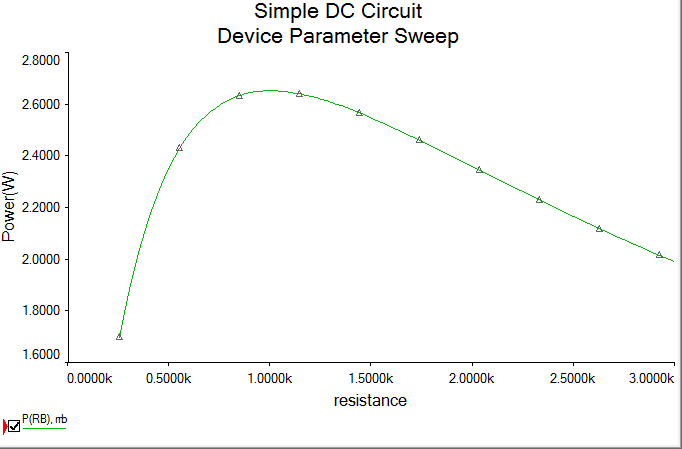 Simple DC Circuit
Device Parameter Sweep
2.8000
2.6000
2.4000
2.2000
2.0000
1.8000
1.6000
Power(W)
0.0000k 0.5000k 1.0000k 1.5000k 2.0000k 2.5000k 3.0000k
resistance
P(RB), rrb